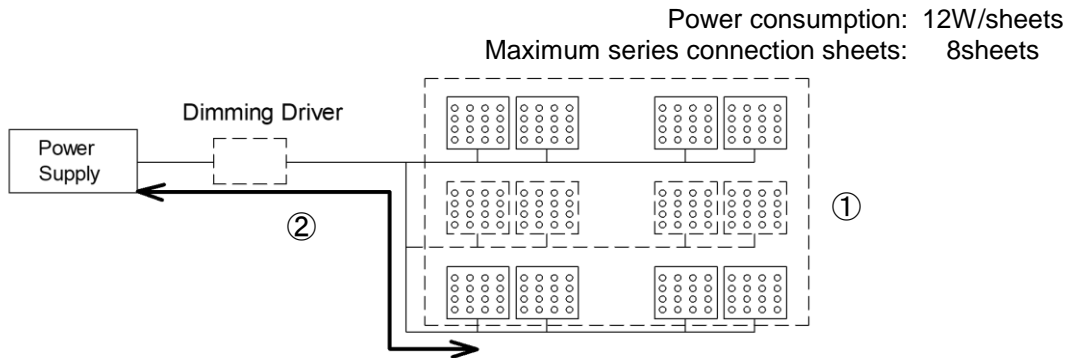 Power consumption: 12W/sheets
Maximum series connection sheets: 8sheets
Dimming Driver
Power
Supply
①
②